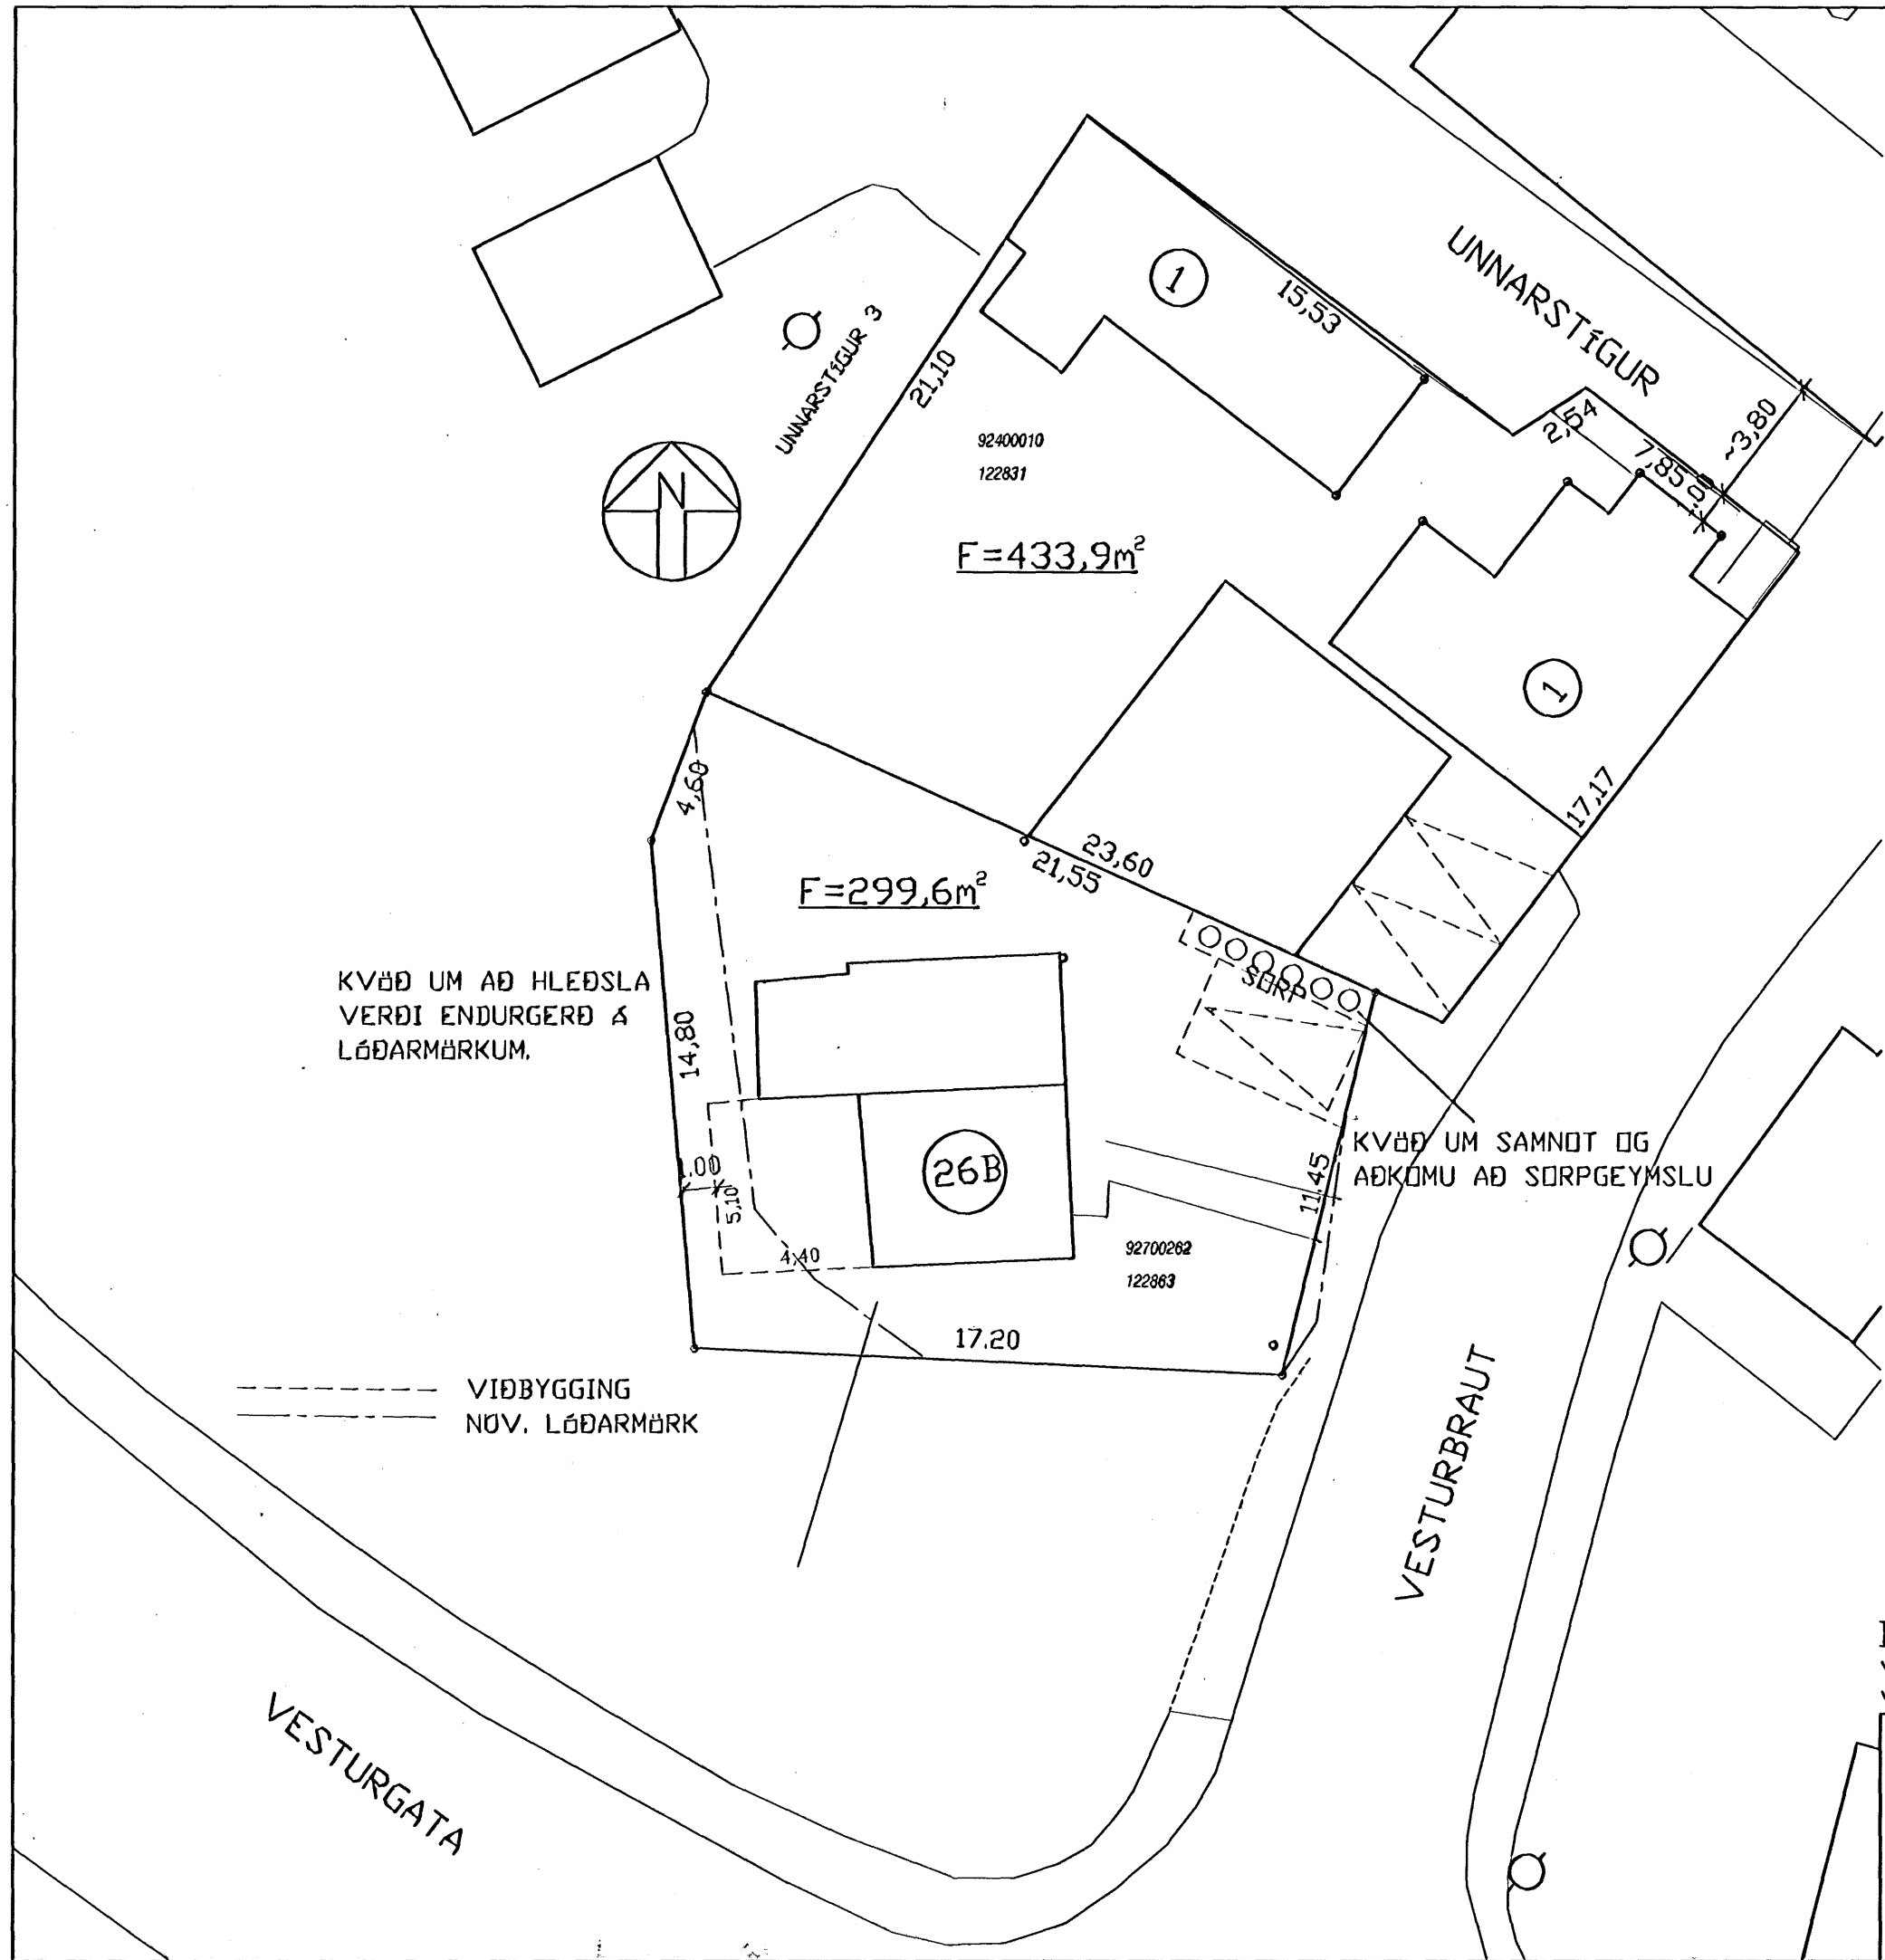 UNNARSTÍGUR
1
15,53
2,54
7,85
~3,80
UNNARSTÍGUR 3
21,10
92400010
122831
F=433,9m²
1
17,17
4,60
23,60
21,55
F=299,6m²
SORP
KVÖÐ UM AÐ HLEÐSLA
VERÐI ENDURGERÐ Á
LÓÐARMÖRKUM.
14,80
KVÖÐ UM SAMNOT OG
AÐKOMU AÐ SORPGEYMSLU
1.00
5,10
26B
11.45
4,40
92700262
122863
17.20
VIÐBYGGING
NÚV. LÓÐARMÖRK
VESTURBRAUT
VESTURGATA
N